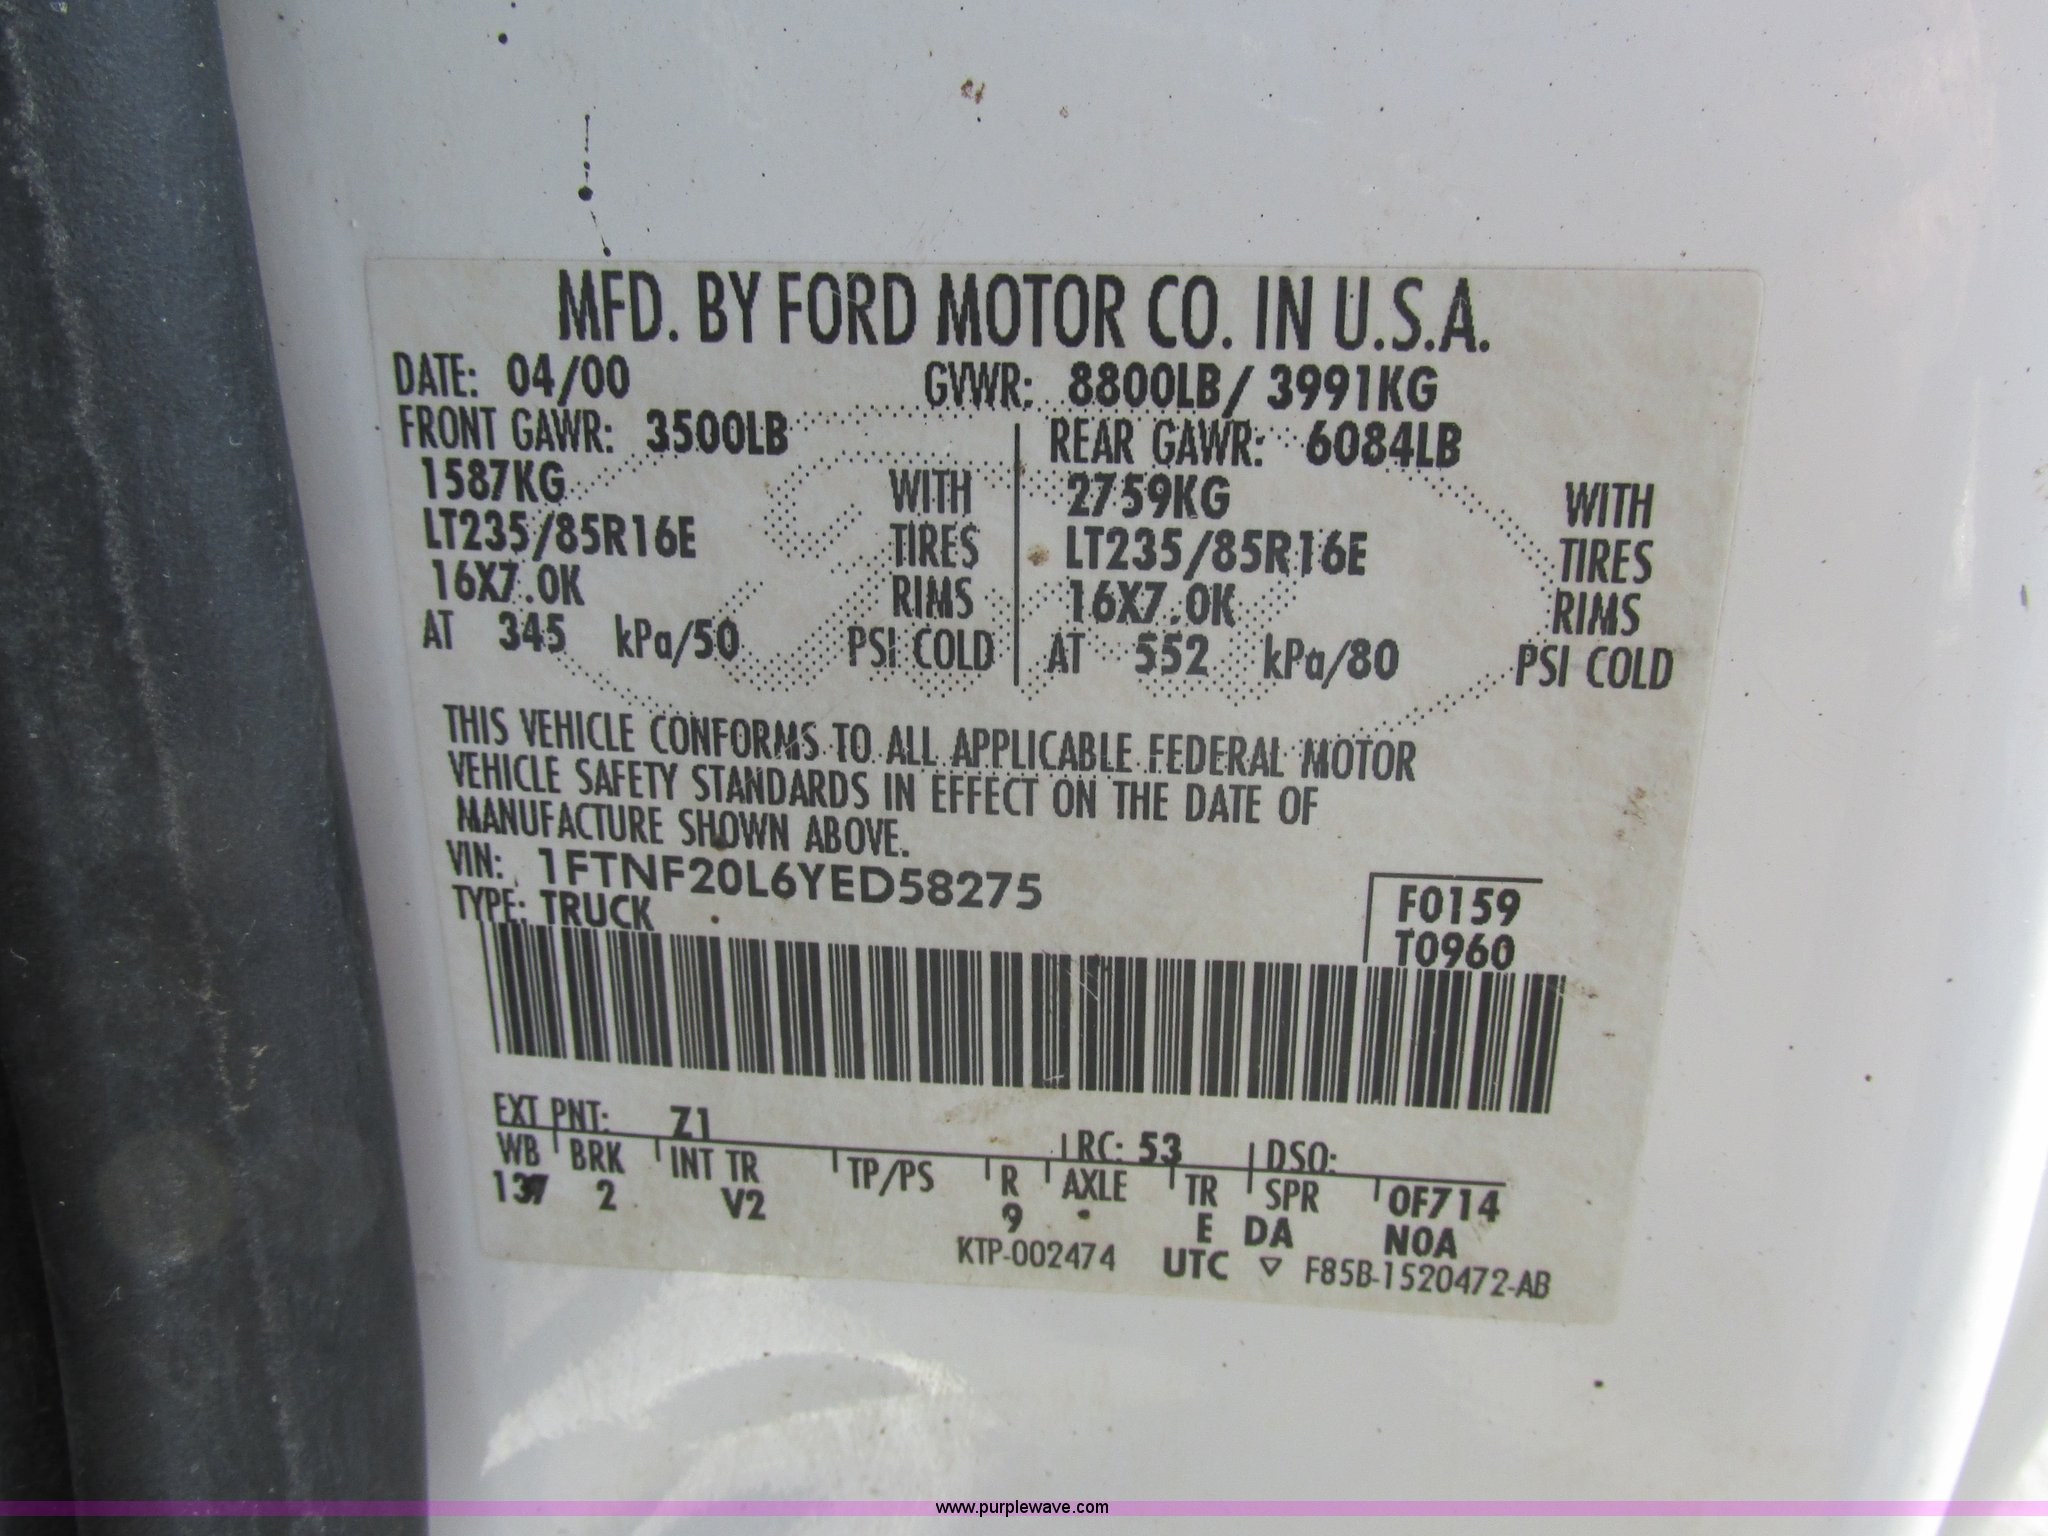 MFD. BY FORD MOTOR CO. IN U.S.A.
DATE: 04/00 GVWR: 8800LB/ 3991KG
FRONT GAWR: 3500LB REAR GAWR: 6084LB
1587KG WITH 2759KG WITH
LT235/85R16E TIRES LT235/85R16E TIRES
16X7.0K RIMS 16X7.0K RIMS
AT 345 kPa/50 PSI COLD AT 552 kPa/80 PSI COLD
THIS VEHICLE CONFORMS TO ALL APPLICABLE FEDERAL MOTOR
VEHICLE SAFETY STANDARDS IN EFFECT ON THE DATE OF
MANUFACTURE SHOWN ABOVE.
VIN: 1FTNF20L6YED58275
TYPE: TRUCK
F0159
T0960
EXT PNT: Z1 RC: 53 DSO:
WB BRK INT TR TP/PS R AXLE TR SPR 0F714
137 2 V2 9 E DA N0A
KTP-002474 UTC ▽ F85B-1520472-AB
www.purplewave.com